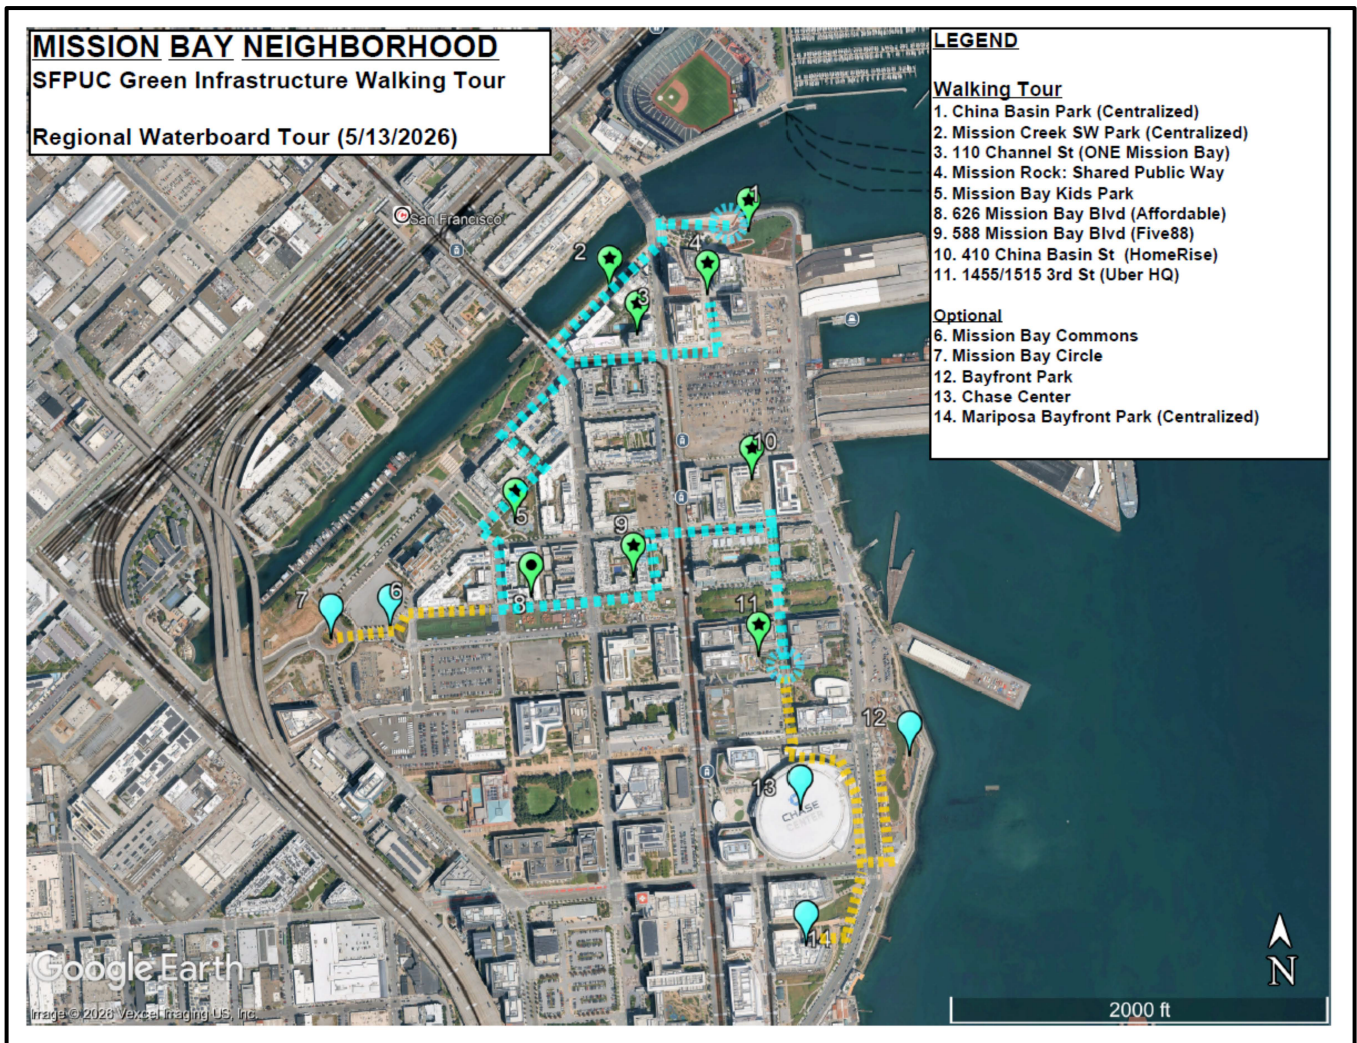 MISSION BAY NEIGHBORHOOD
SFPUC Green Infrastructure Walking Tour
Regional Waterboard Tour (5/13/2026)
LEGEND
Walking Tour
1. China Basin Park (Centralized)
2. Mission Creek SW Park (Centralized)
3. 110 Channel St (ONE Mission Bay)
4. Mission Rock: Shared Public Way
5. Mission Bay Kids Park
8. 626 Mission Bay Blvd (Affordable)
9. 588 Mission Bay Blvd (Five88)
10. 410 China Basin St (HomeRise)
11. 1455/1515 3rd St (Uber HQ)
Optional
6. Mission Bay Commons
7. Mission Bay Circle
12. Bayfront Park
13. Chase Center
14. Mariposa Bayfront Park (Centralized)
San Francisco
1
2
4
3
10
5
9
7
6
8
11
12
13
CHASE
CENTER
14
Google Earth
Image © 2026 Vexcel Imaging US, Inc.
N
2000 ft